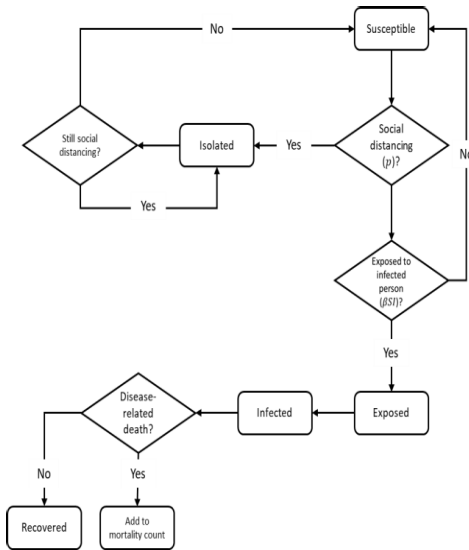 No
Susceptible
Still social
distancing?
Isolated
Yes
Social
distancing
(p)?
No
Yes
Exposed to
infected
person
(βSI)?
Yes
Disease-
related
death?
Infected
Exposed
No
Yes
Recovered
Add to
mortality count